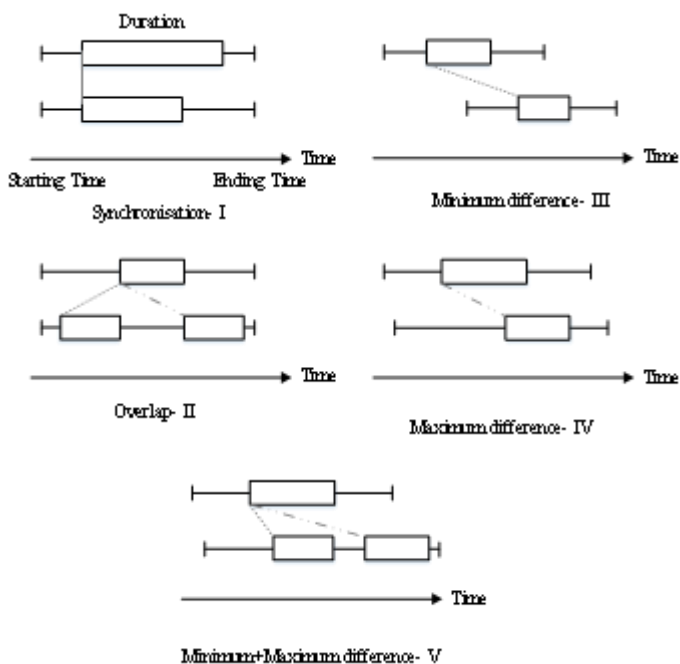 Duration
Time
Starting Time
Ending Time
Synchronisation- I
Time
Minimum difference- III
Time
Overlap- II
Time
Maximum difference- IV
Time
Minimum+Maximum difference- V